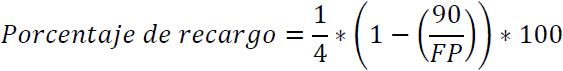 Porcentaje de recargo = 1/4 * (1 − (90/FP)) * 100